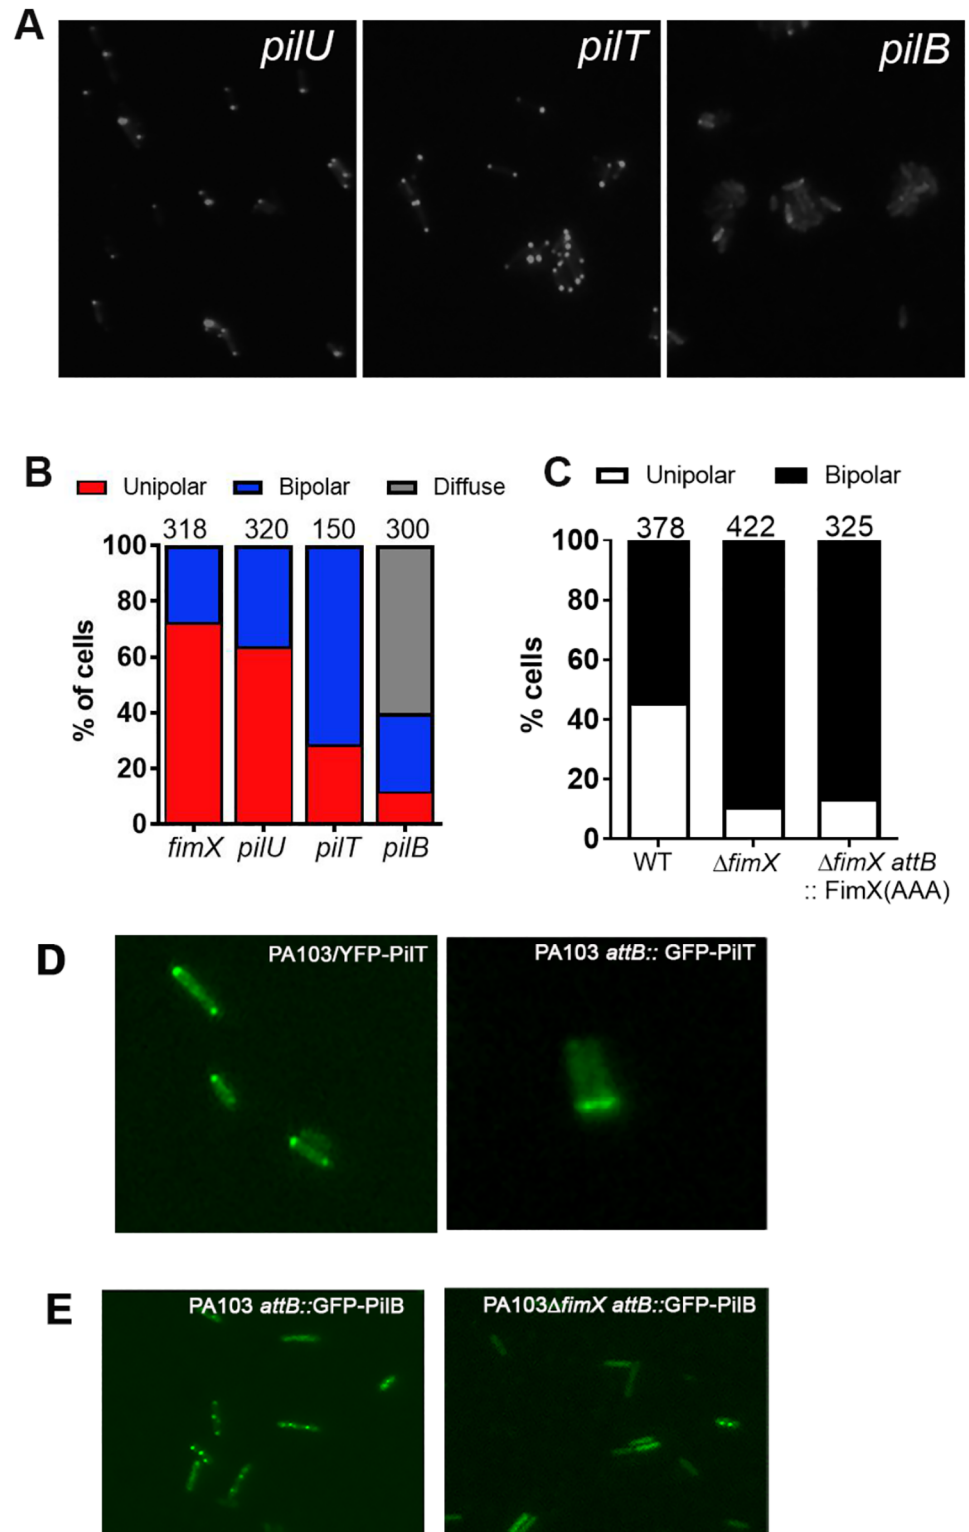 A
pilU
pilT
pilB
B
Unipolar Bipolar Diffuse
318 320 150 300
100
80
60
40
20
0
% of cells
fimX pilU pilT pilB
C
Unipolar Bipolar
378 422 325
100
80
60
40
20
0
% cells
WT ΔfimX ΔfimX attB
:: FimX(AAA)
D
PA103/YFP-PilT
PA103 attB:: GFP-PilT
E
PA103 attB::GFP-PilB
PA103ΔfimX attB::GFP-PilB